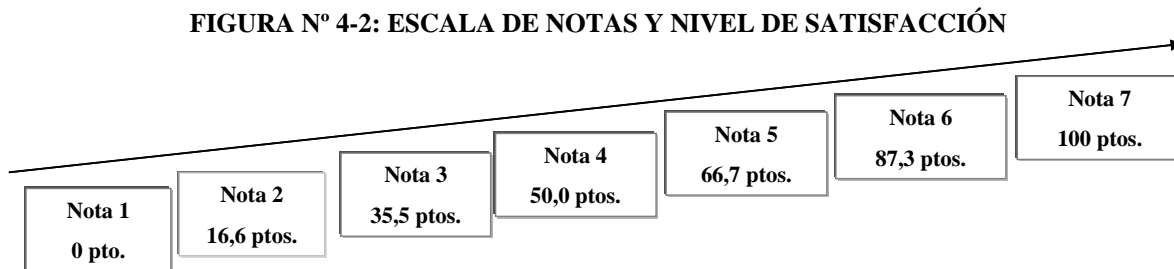 FIGURA Nº 4-2: ESCALA DE NOTAS Y NIVEL DE SATISFACCIÓN
Nota 1
0 pto.
Nota 2
16,6 ptos.
Nota 3
35,5 ptos.
Nota 4
50,0 ptos.
Nota 5
66,7 ptos.
Nota 6
87,3 ptos.
Nota 7
100 ptos.